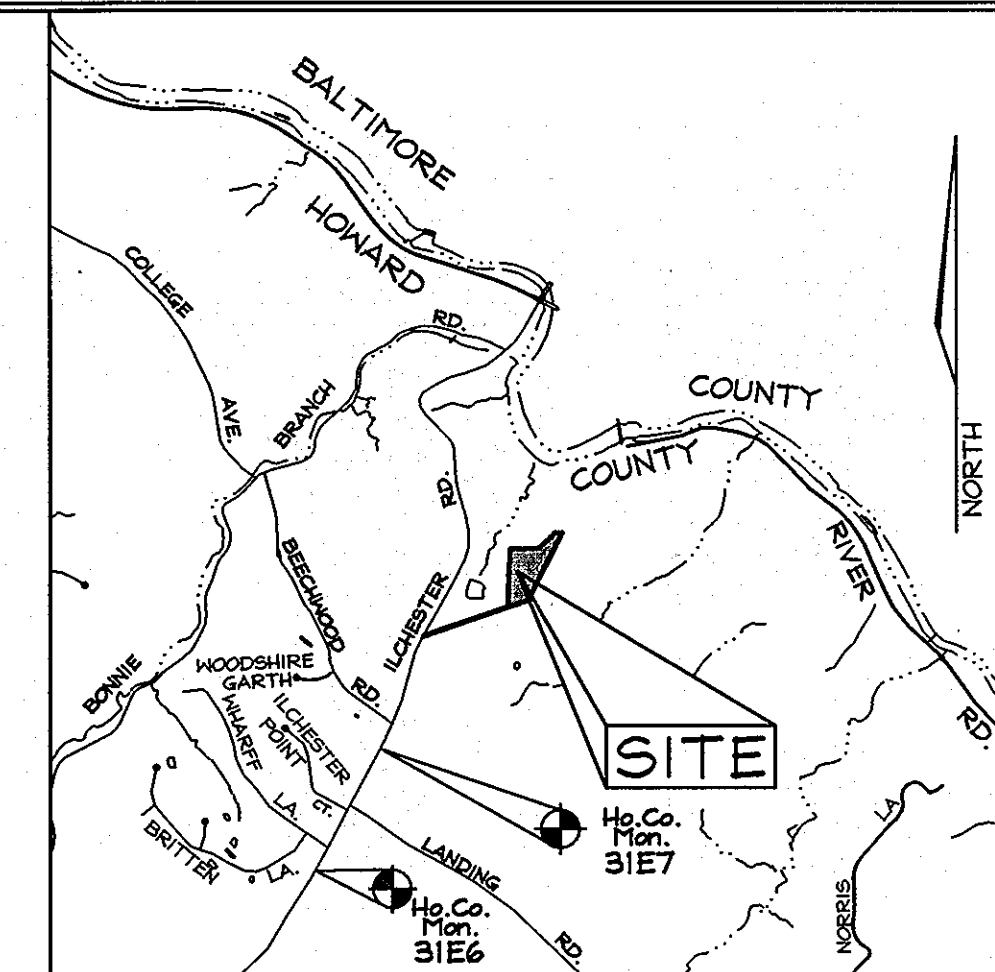 BALTIMORE
HOWARD
COUNTY
COUNTY
NORTH
COLLEGE
AVE.
BONNIE
BRANCH
RD.
ILCHESTER
RD.
RIVER
RD.
BEECHWOOD
RD.
WOODSHIRE
GARTH
WHARFF
LA.
ILCHESTER
POINT
CT.
SITE
Ho.Co.
Mon.
31E7
BRITTEN
LA.
LANDING
RD.
Ho.Co.
Mon.
31E6
NORRIS
LA